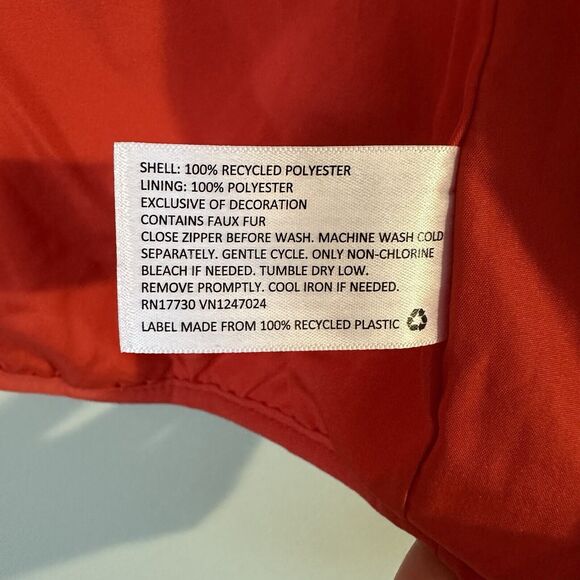 SHELL: 100% RECYCLED POLYESTER
LINING: 100% POLYESTER
EXCLUSIVE OF DECORATION
CONTAINS FAUX FUR
CLOSE ZIPPER BEFORE WASH. MACHINE WASH COLD
SEPARATELY. GENTLE CYCLE. ONLY NON-CHLORINE
BLEACH IF NEEDED. TUMBLE DRY LOW.
REMOVE PROMPTLY. COOL IRON IF NEEDED.
RN17730 VN1247024
LABEL MADE FROM 100% RECYCLED PLASTIC